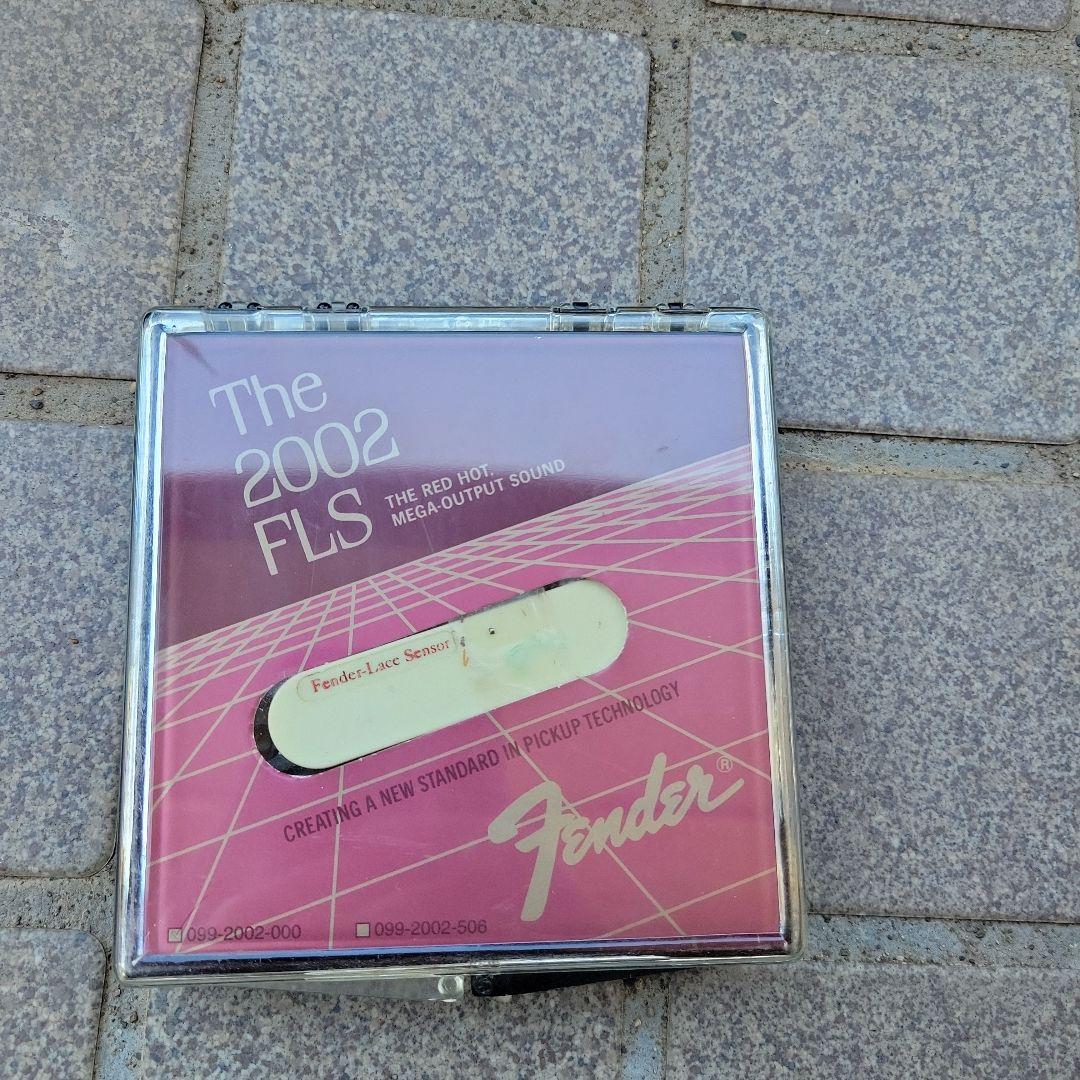 The
2002
FLS
THE RED HOT,
MEGA-OUTPUT SOUND
Fender-Lace Sensor
CREATING A NEW STANDARD IN PICKUP TECHNOLOGY
Fender®
099-2002-000
099-2002-506